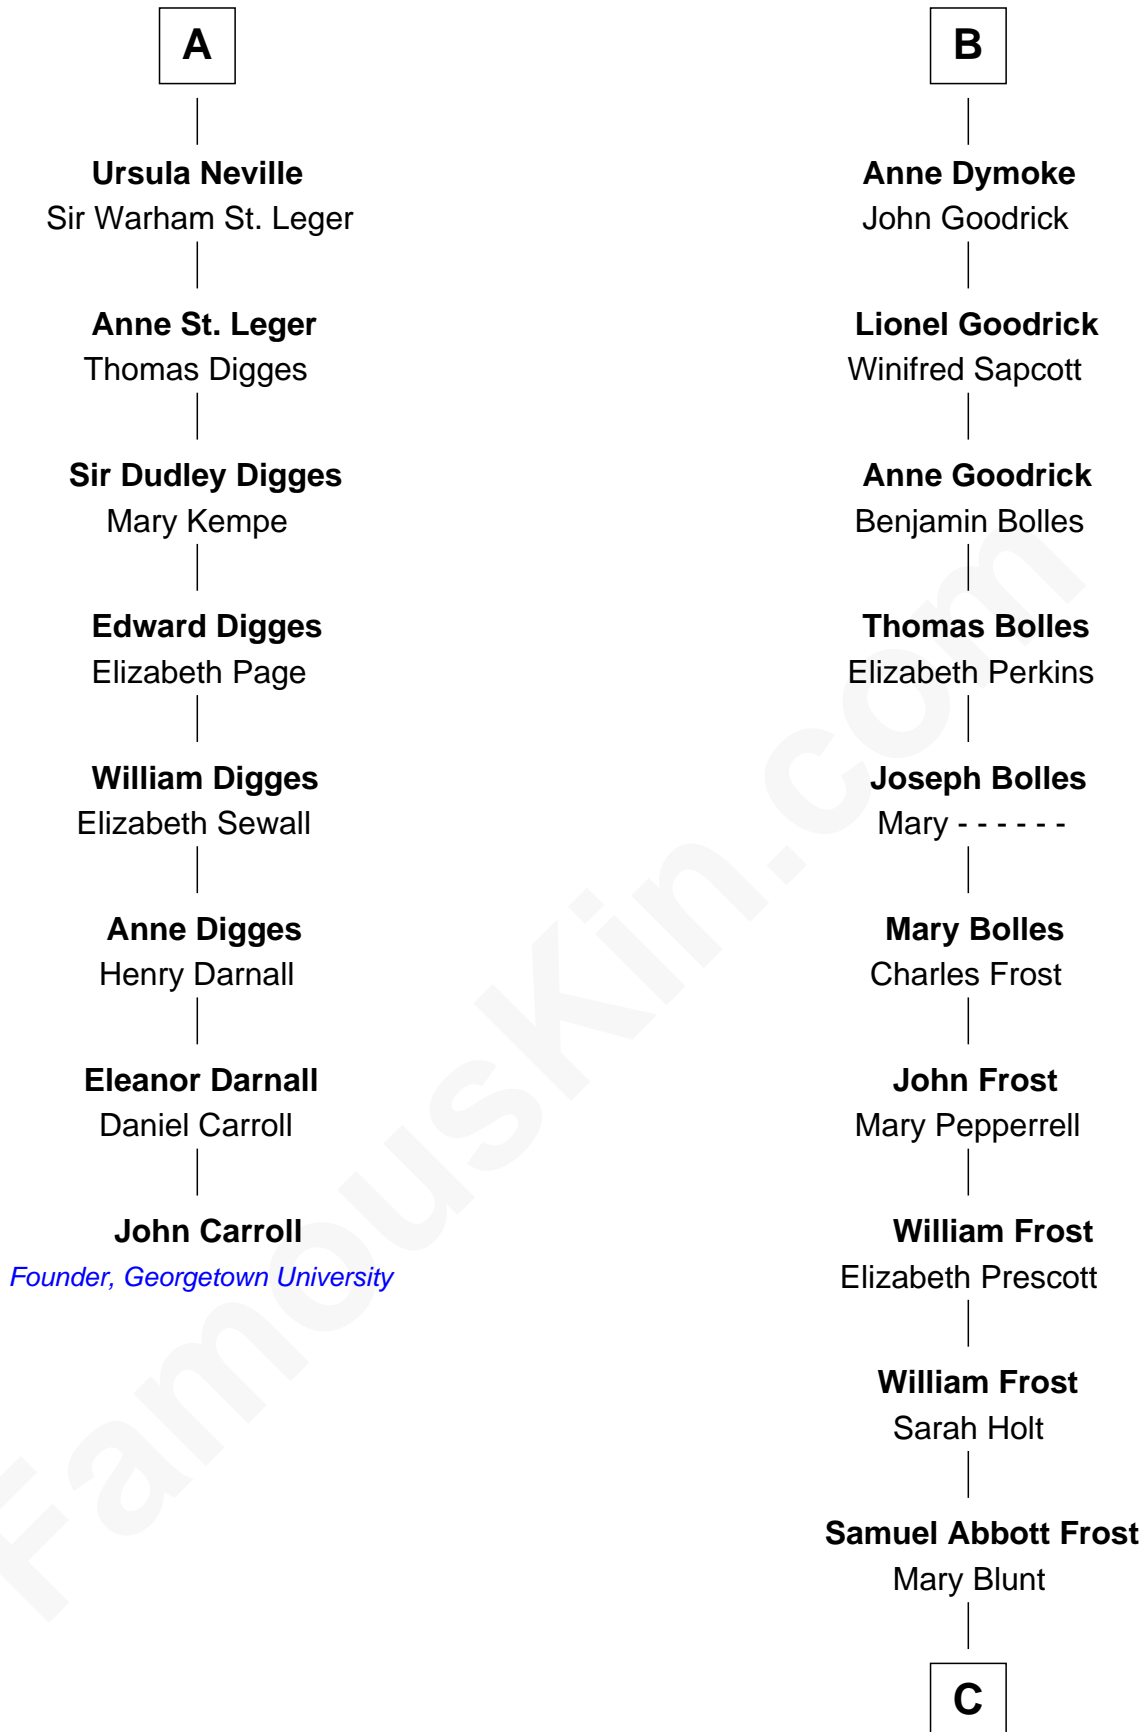 A
Ursula Neville
Sir Warham St. Leger
Anne St. Leger
Thomas Digges
Sir Dudley Digges
Mary Kempe
Edward Digges
Elizabeth Page
William Digges
Elizabeth Sewall
Anne Digges
Henry Darnall
Eleanor Darnall
Daniel Carroll
John Carroll
Founder, Georgetown University
B
Anne Dymoke
John Goodrick
Lionel Goodrick
Winifred Sapcott
Anne Goodrick
Benjamin Bolles
Thomas Bolles
Elizabeth Perkins
Joseph Bolles
Mary - - - - - -
Mary Bolles
Charles Frost
John Frost
Mary Pepperrell
William Frost
Elizabeth Prescott
William Frost
Sarah Holt
Samuel Abbott Frost
Mary Blunt
C
FamousKin.com